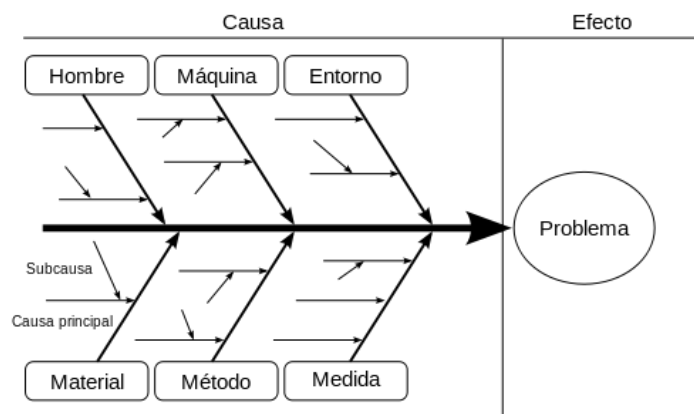 Causa
Efecto
Hombre
Máquina
Entorno
Problema
Subcausa
Causa principal
Material
Método
Medida